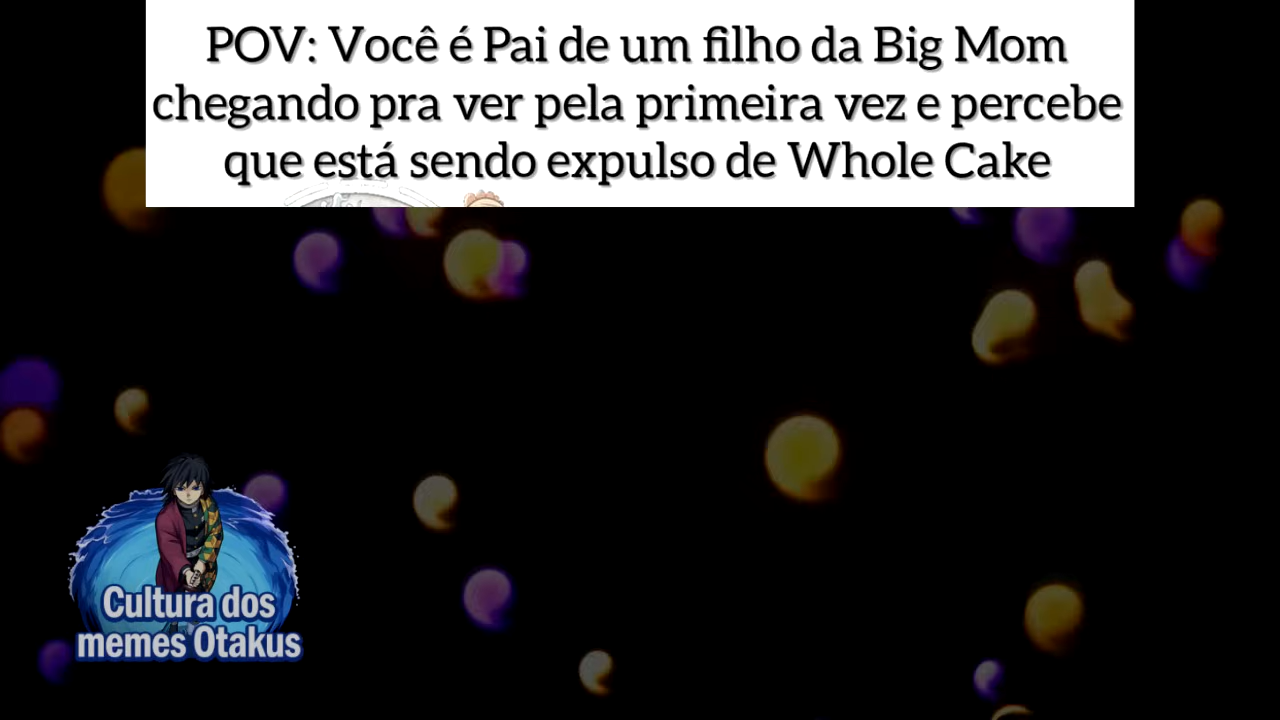 POV: Você é Pai de um filho da Big Mom
chegando pra ver pela primeira vez e percebe
que está sendo expulso de Whole Cake
Cultura dos
memes Otakus